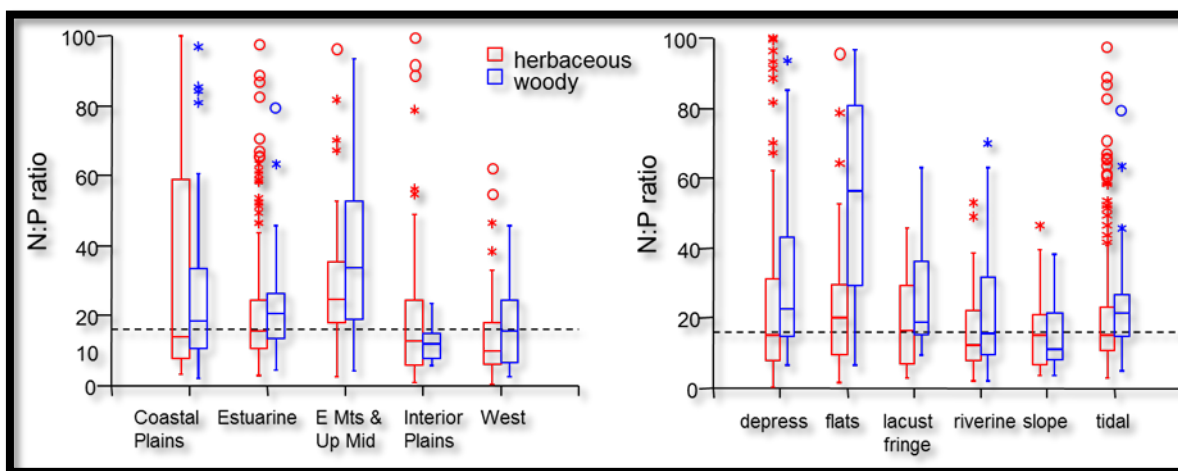 100
80
60
40
20
10
0
N:P ratio
herbaceous
woody
Coastal Estuarine E Mts & Interior West
Plains Up Mid Plains
100
80
60
40
20
0
N:P ratio
depress flats lacust riverine slope tidal
fringe